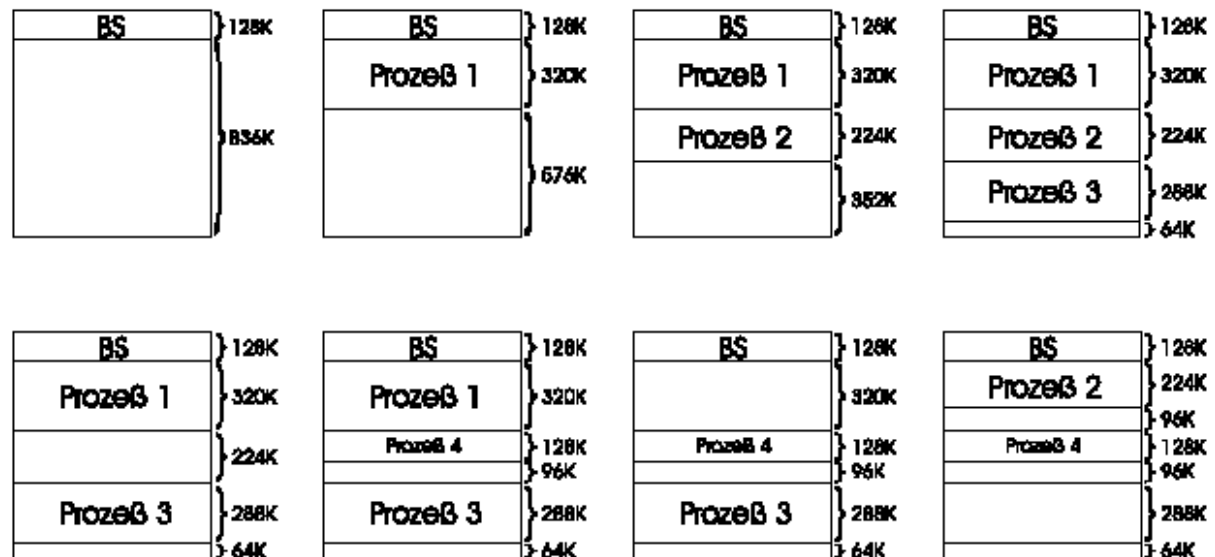 BS 128K
896K
BS 128K
Prozeß 1 320K
576K
BS 128K
Prozeß 1 320K
Prozeß 2 224K
352K
BS 128K
Prozeß 1 320K
Prozeß 2 224K
Prozeß 3 288K
64K
BS 128K
Prozeß 1 320K
224K
Prozeß 3 288K
64K
BS 128K
Prozeß 1 320K
Prozeß 4 128K
96K
Prozeß 3 288K
64K
BS 128K
320K
Prozeß 4 128K
96K
Prozeß 3 288K
64K
BS 128K
Prozeß 2 224K
96K
Prozeß 4 128K
96K
288K
64K